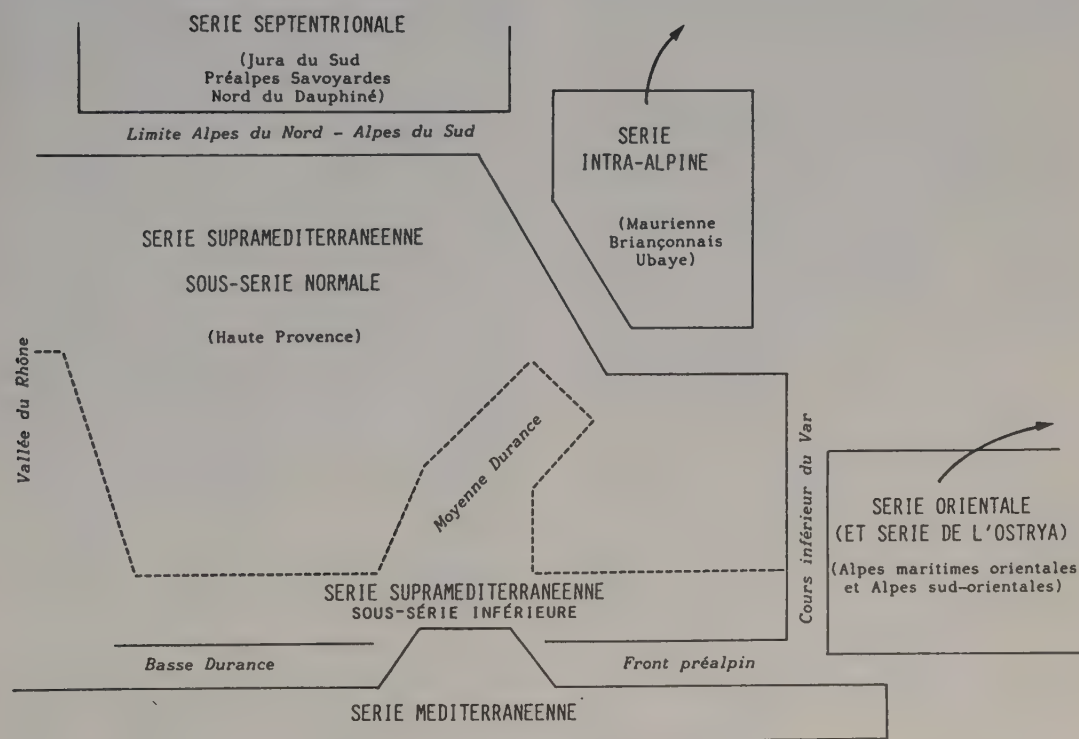 SERIE SEPTENTRIONALE
(Jura du Sud
Préalpes Savoyardes
Nord du Dauphiné)
Limite Alpes du Nord - Alpes du Sud
SERIE
INTRA-ALPINE
(Maurienne
Briançonnais
Ubaye)
SERIE SUPRAMEDITERRANEENNE
SOUS-SERIE NORMALE
(Haute Provence)
Vallée du Rhône
Moyenne Durance
Cours inférieur du Var
SERIE ORIENTALE
(ET SERIE DE L'OSTRYA)
(Alpes maritimes orientales
et Alpes sud-orientales)
SERIE SUPRAMEDITERRANEENNE
SOUS-SÉRIE INFÉRIEURE
Basse Durance
Front préalpin
SERIE MEDITERRANEENNE